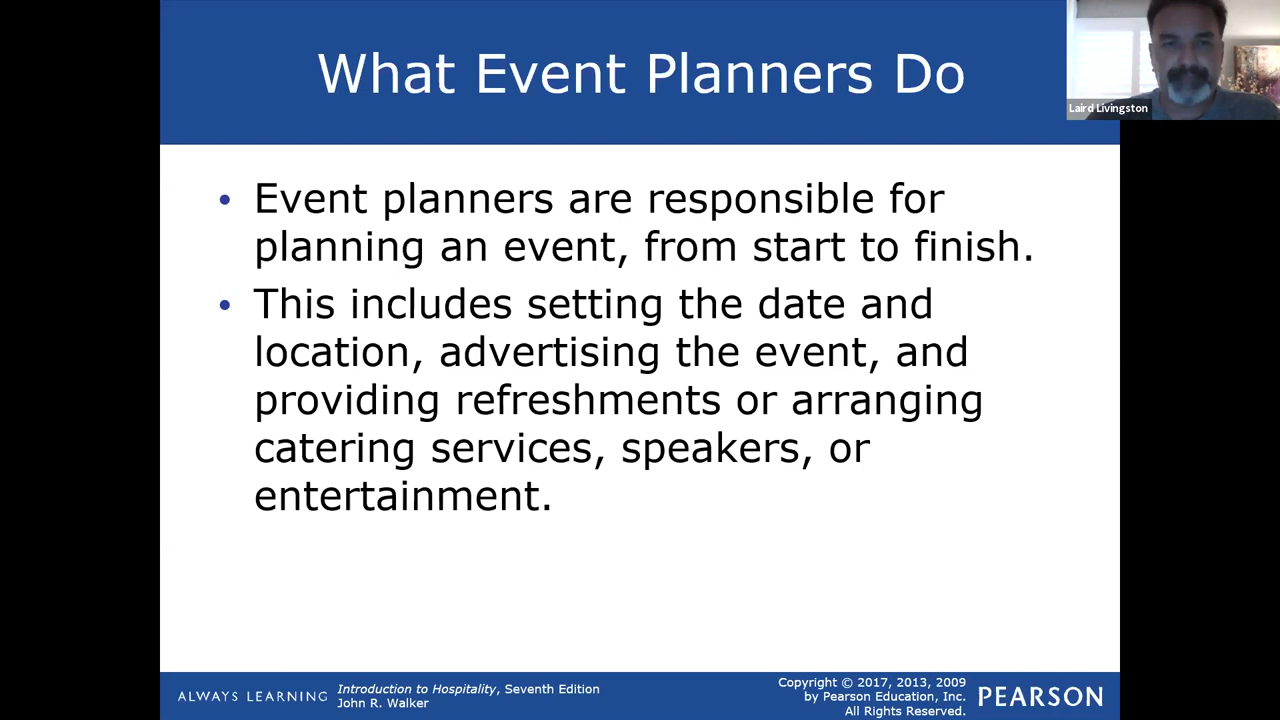 What Event Planners Do
Laird Livingston
• Event planners are responsible for
planning an event, from start to finish.
• This includes setting the date and
location, advertising the event, and
providing refreshments or arranging
catering services, speakers, or
entertainment.
ALWAYS LEARNING
Introduction to Hospitality, Seventh Edition
John R. Walker
Copyright © 2017, 2013, 2009
by Pearson Education, Inc.
All Rights Reserved.
PEARSON